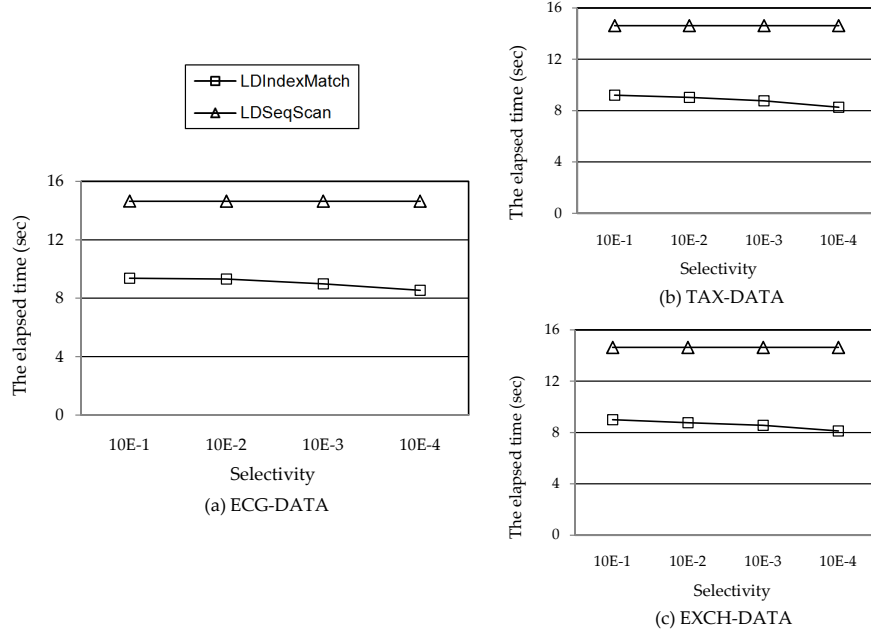 LDIndexMatch
LDSeqScan
The elapsed time (sec)
16
12
8
4
0
10E-1 10E-2 10E-3 10E-4
Selectivity
(a) ECG-DATA
The elapsed time (sec)
16
12
8
4
0
10E-1 10E-2 10E-3 10E-4
Selectivity
(b) TAX-DATA
The elapsed time (sec)
16
12
8
4
0
10E-1 10E-2 10E-3 10E-4
Selectivity
(c) EXCH-DATA